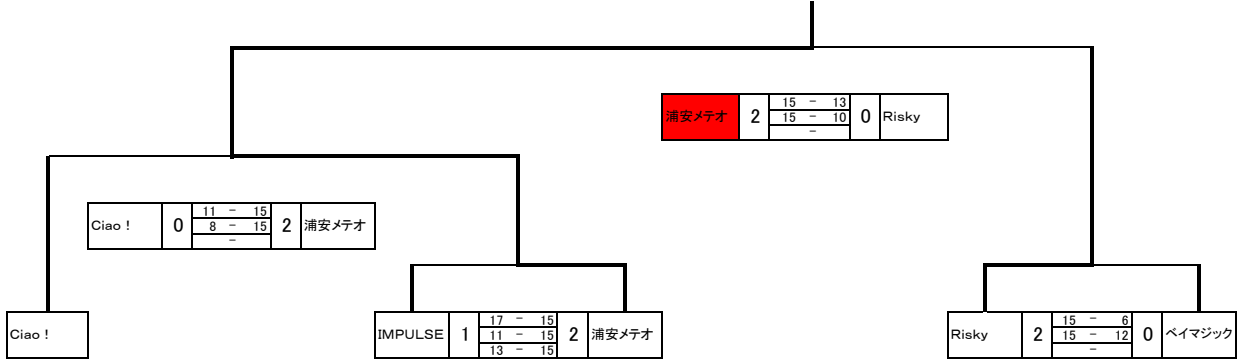 浦安メテオ 2 15 - 13 0 Risky
15 - 10
-
Ciao！ 0 11 - 15 2 浦安メテオ
8 - 15
-
Ciao！
IMPULSE 1 17 - 15 2 浦安メテオ
11 - 15
13 - 15
Risky 2 15 - 6 0 ベイマジック
15 - 12
-